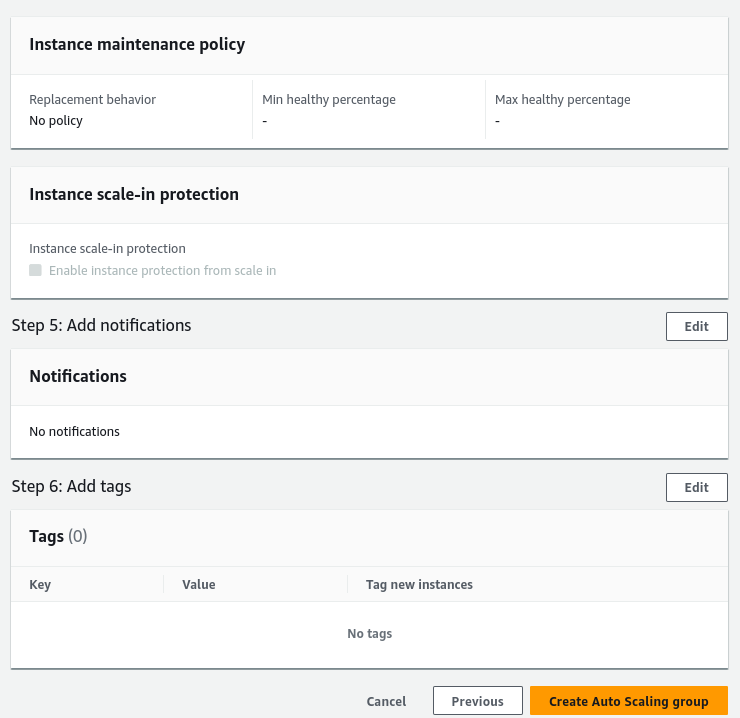 Instance maintenance policy
Replacement behavior
Min healthy percentage
Max healthy percentage
No policy
-
-
Instance scale-in protection
Instance scale-in protection
Enable instance protection from scale in
Step 5: Add notifications
Edit
Notifications
No notifications
Step 6: Add tags
Edit
Tags (0)
Key
Value
Tag new instances
No tags
Cancel
Previous
Create Auto Scaling group